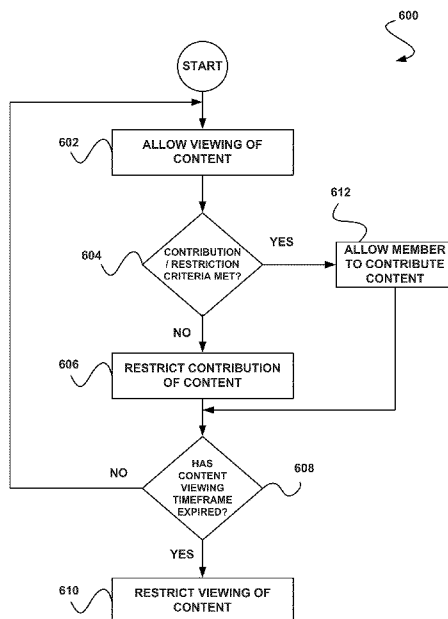 600
START
602
ALLOW VIEWING OF
CONTENT
612
604
CONTRIBUTION
/ RESTRICTION
CRITERIA MET?
YES
ALLOW MEMBER
TO CONTRIBUTE
CONTENT
NO
606
RESTRICT CONTRIBUTION
OF CONTENT
NO
HAS
CONTENT
VIEWING
TIMEFRAME
EXPIRED?
608
YES
610
RESTRICT VIEWING OF
CONTENT